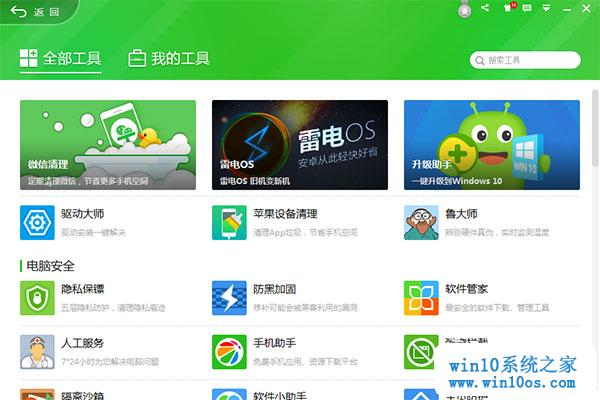 返回
全部工具
我的工具
搜索工具
微信清理
定期清理微信，节省更多手机空间
雷电OS
安卓从此轻快好省
雷电OS
雷电OS 旧机变新机
WIN 10
升级助手
一键升级到Windows 10
驱动大师
驱动安装一键解决
苹果设备清理
清理App垃圾，节省手机空间
鲁大师
辨别硬件真伪，实时监测温度
电脑安全
隐私保镖
五层隐私防护，清理隐私痕迹
防黑加固
修补可能会被黑客利用的漏洞
软件管家
最安全的软件下载、管理工具
人工服务
7*24小时为您解决电脑问题
手机助手
免费手机应用、资源下载平台
隔离沙箱
软件小助手
win10系统之家
www.win10os.com